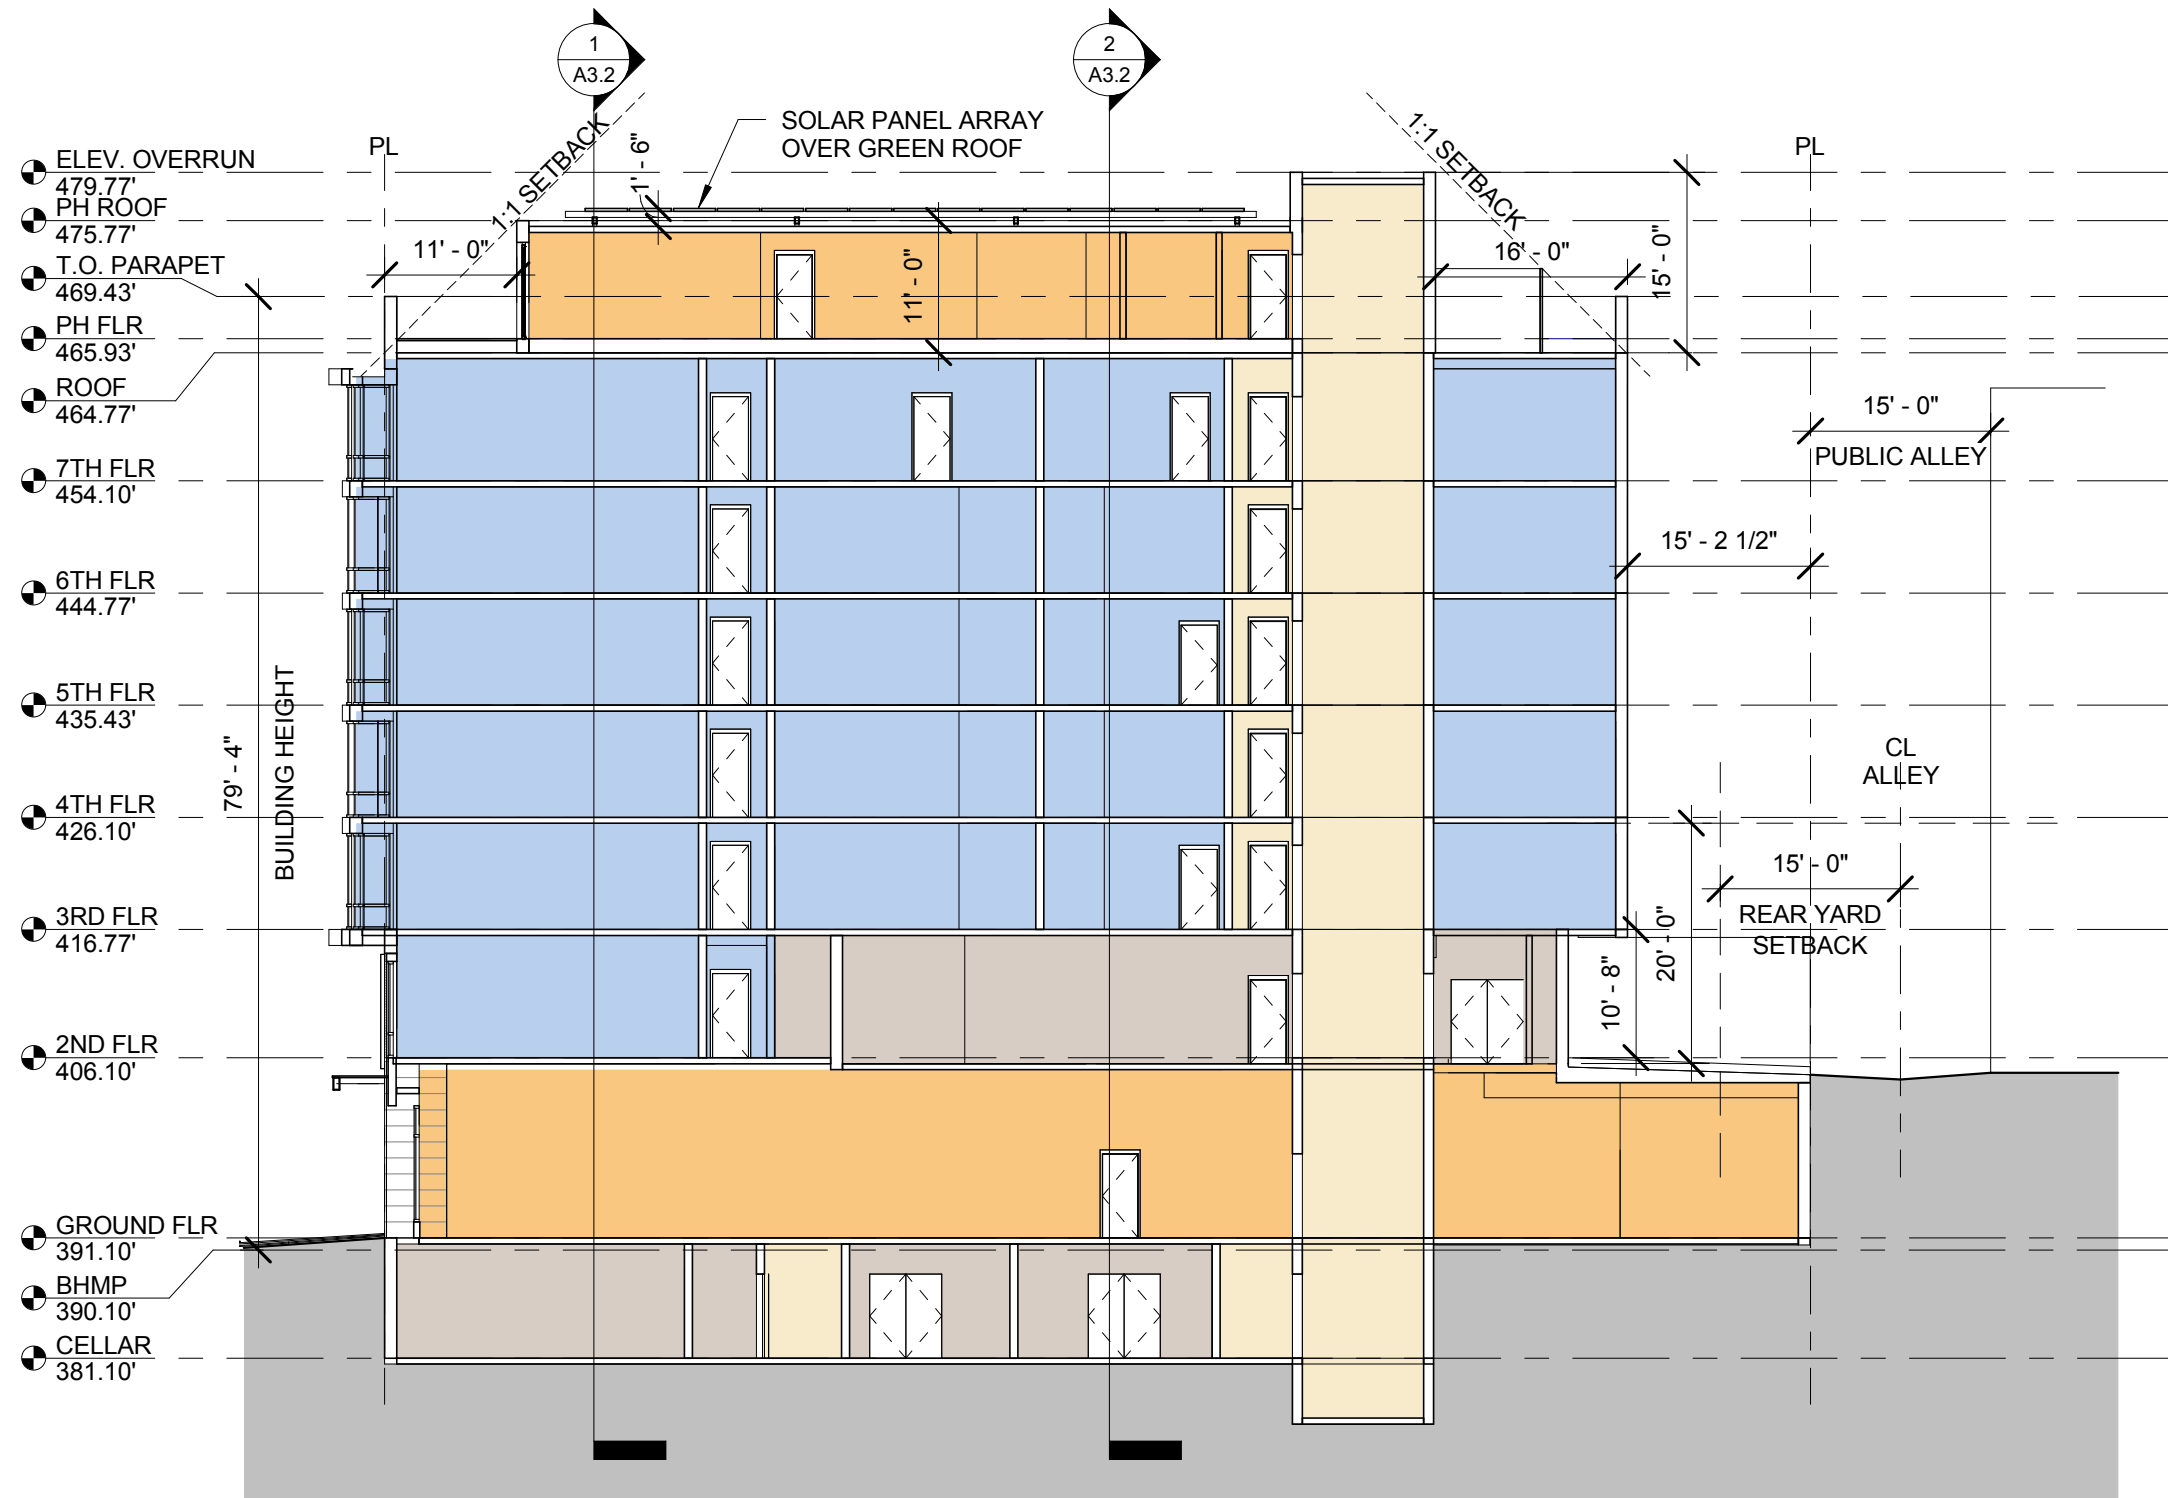 1
A3.2
2
A3.2
SOLAR PANEL ARRAY
OVER GREEN ROOF
1:1 SETBACK
1:1 SETBACK
PL
PL
ELEV. OVERRUN
479.77'
PH ROOF
475.77'
T.O. PARAPET
469.43'
PH FLR
465.93'
ROOF
464.77'
7TH FLR
454.10'
6TH FLR
444.77'
5TH FLR
435.43'
4TH FLR
426.10'
3RD FLR
416.77'
2ND FLR
406.10'
GROUND FLR
391.10'
BHMP
390.10'
CELLAR
381.10'
79' - 4"
BUILDING HEIGHT
11' - 0"
1' - 6"
11' - 0"
16' - 0"
15' - 0"
15' - 0"
PUBLIC ALLEY
15' - 2 1/2"
CL
ALLEY
15' - 0"
REAR YARD
SETBACK
20' - 0"
10' - 8"